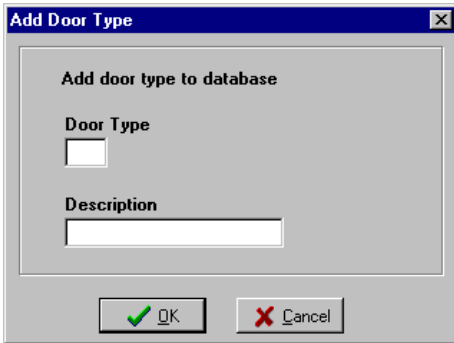 Add Door Type
Add door type to database
Door Type
Description
OK
Cancel